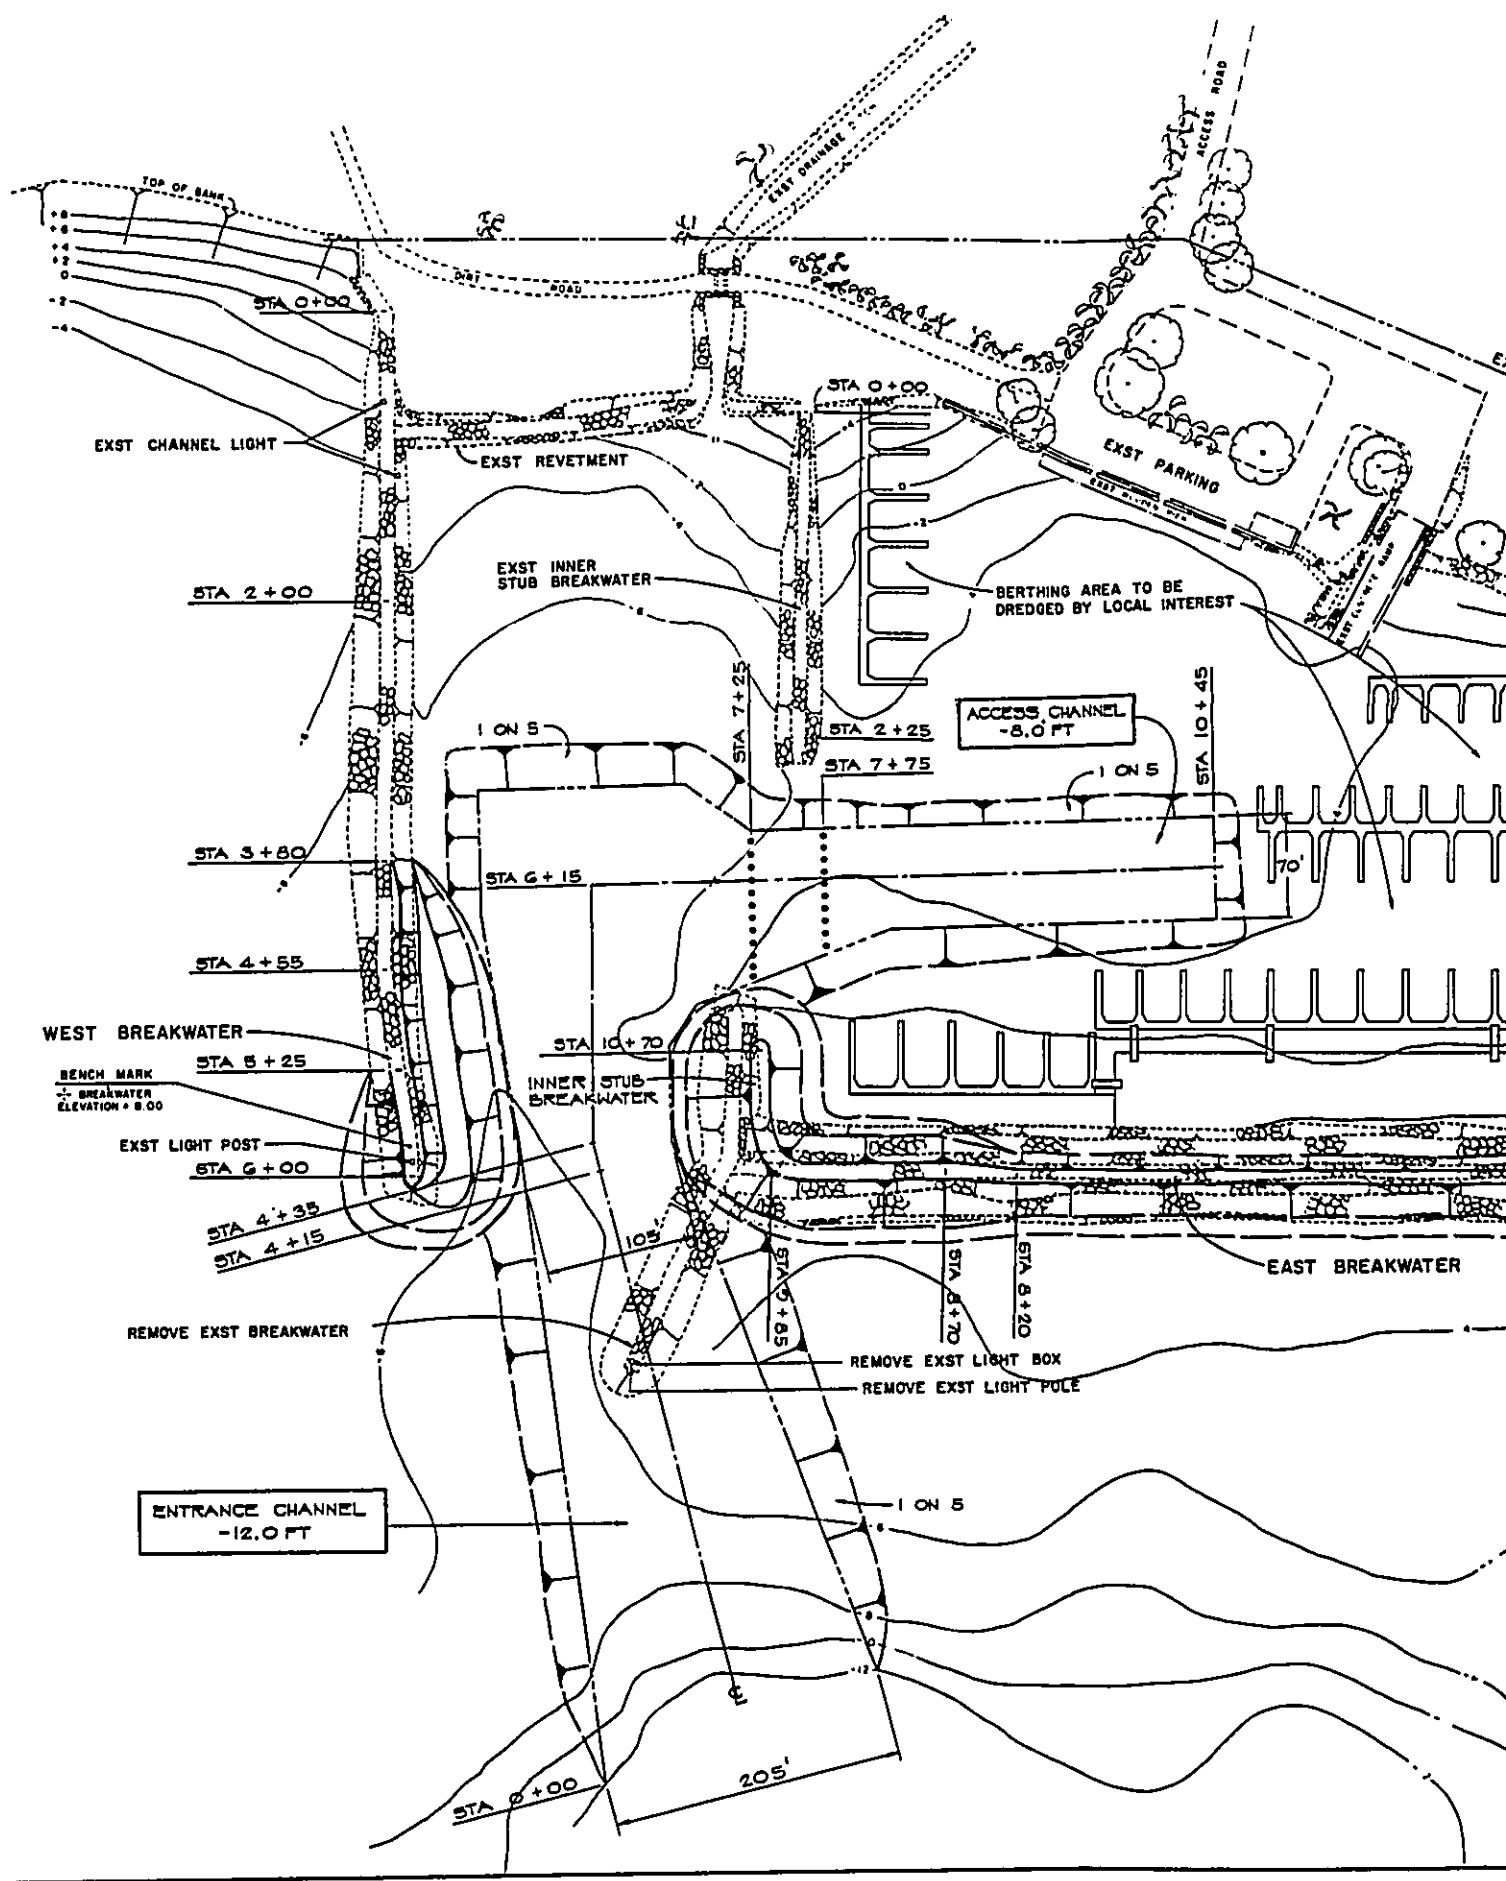 ACCESS ROAD
EXST DRAINAGE
TOP OF BANK
+8
+6
+4
+2
0
-2
-4
DIRT ROAD
STA 0+00
STA 0+00
EXST CHANNEL LIGHT
EXST REVETMENT
EXST PARKING
-2
-4
0
-2
EXST INNER
STUB BREAKWATER
STA 2+00
BERTHING AREA TO BE
DREDGED BY LOCAL INTEREST
-6
STA 7+25
STA 10+45
1 ON 5
STA 2+25
ACCESS CHANNEL
-8.0 FT
STA 7+75
1 ON 5
STA 3+80
STA 6+15
70'
STA 4+55
WEST BREAKWATER
STA 5+25
STA 10+70
BENCH MARK
BREAKWATER
ELEVATION + 8.00
INNER STUB
BREAKWATER
EXST LIGHT POST
STA 6+00
STA 4+35
STA 4+15
105'
STA 5+85
STA 8+70
STA 8+20
EAST BREAKWATER
REMOVE EXST BREAKWATER
REMOVE EXST LIGHT BOX
REMOVE EXST LIGHT POLE
ENTRANCE CHANNEL
-12.0 FT
1 ON 5
-12
℄
205'
STA 0+00